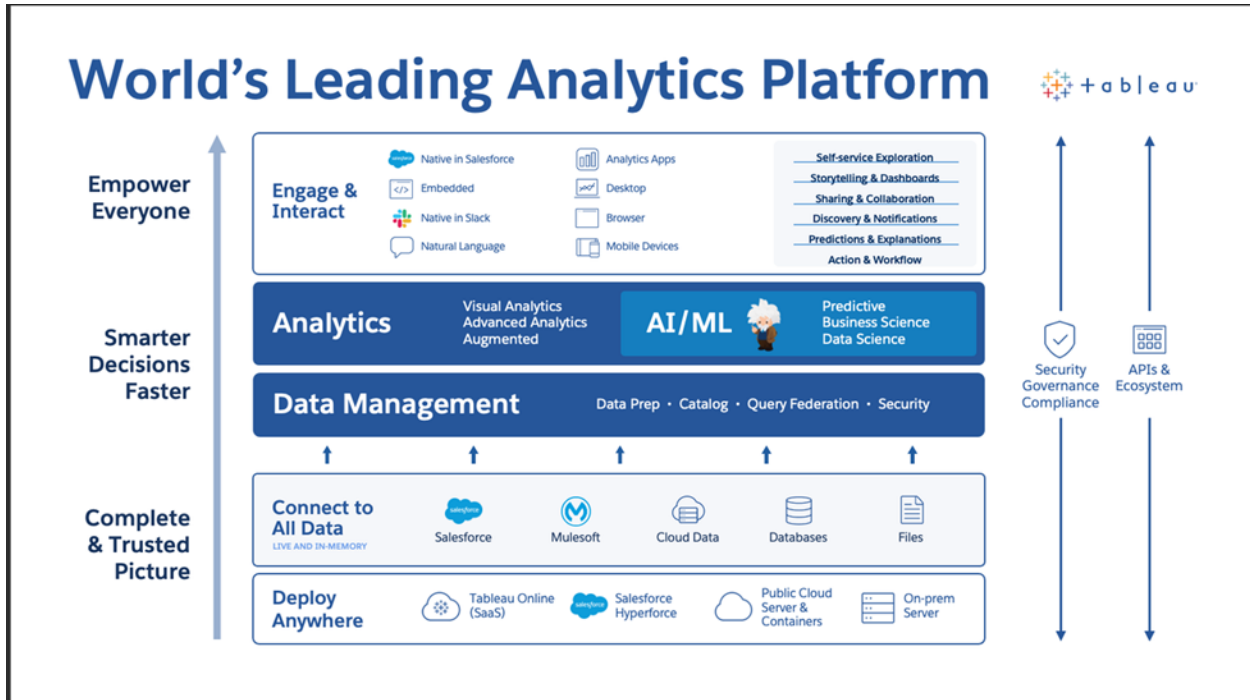 World's Leading Analytics Platform
+ a b | e a u
Empower
Everyone
Engage &
Interact
salesforce
Native in Salesforce
</>
Embedded
Native in Slack
Natural Language
Analytics Apps
Desktop
Browser
Mobile Devices
Self-service Exploration
Storytelling & Dashboards
Sharing & Collaboration
Discovery & Notifications
Predictions & Explanations
Action & Workflow
Smarter
Decisions
Faster
Analytics
Visual Analytics
Advanced Analytics
Augmented
AI/ML
Predictive
Business Science
Data Science
Data Management
Data Prep • Catalog • Query Federation • Security
Security
Governance
Compliance
APIs &
Ecosystem
Complete
& Trusted
Picture
Connect to
All Data
LIVE AND IN-MEMORY
salesforce
Salesforce
Mulesoft
Cloud Data
Databases
Files
Deploy
Anywhere
Tableau Online
(SaaS)
salesforce
Salesforce
Hyperforce
Public Cloud
Server &
Containers
On-prem
Server